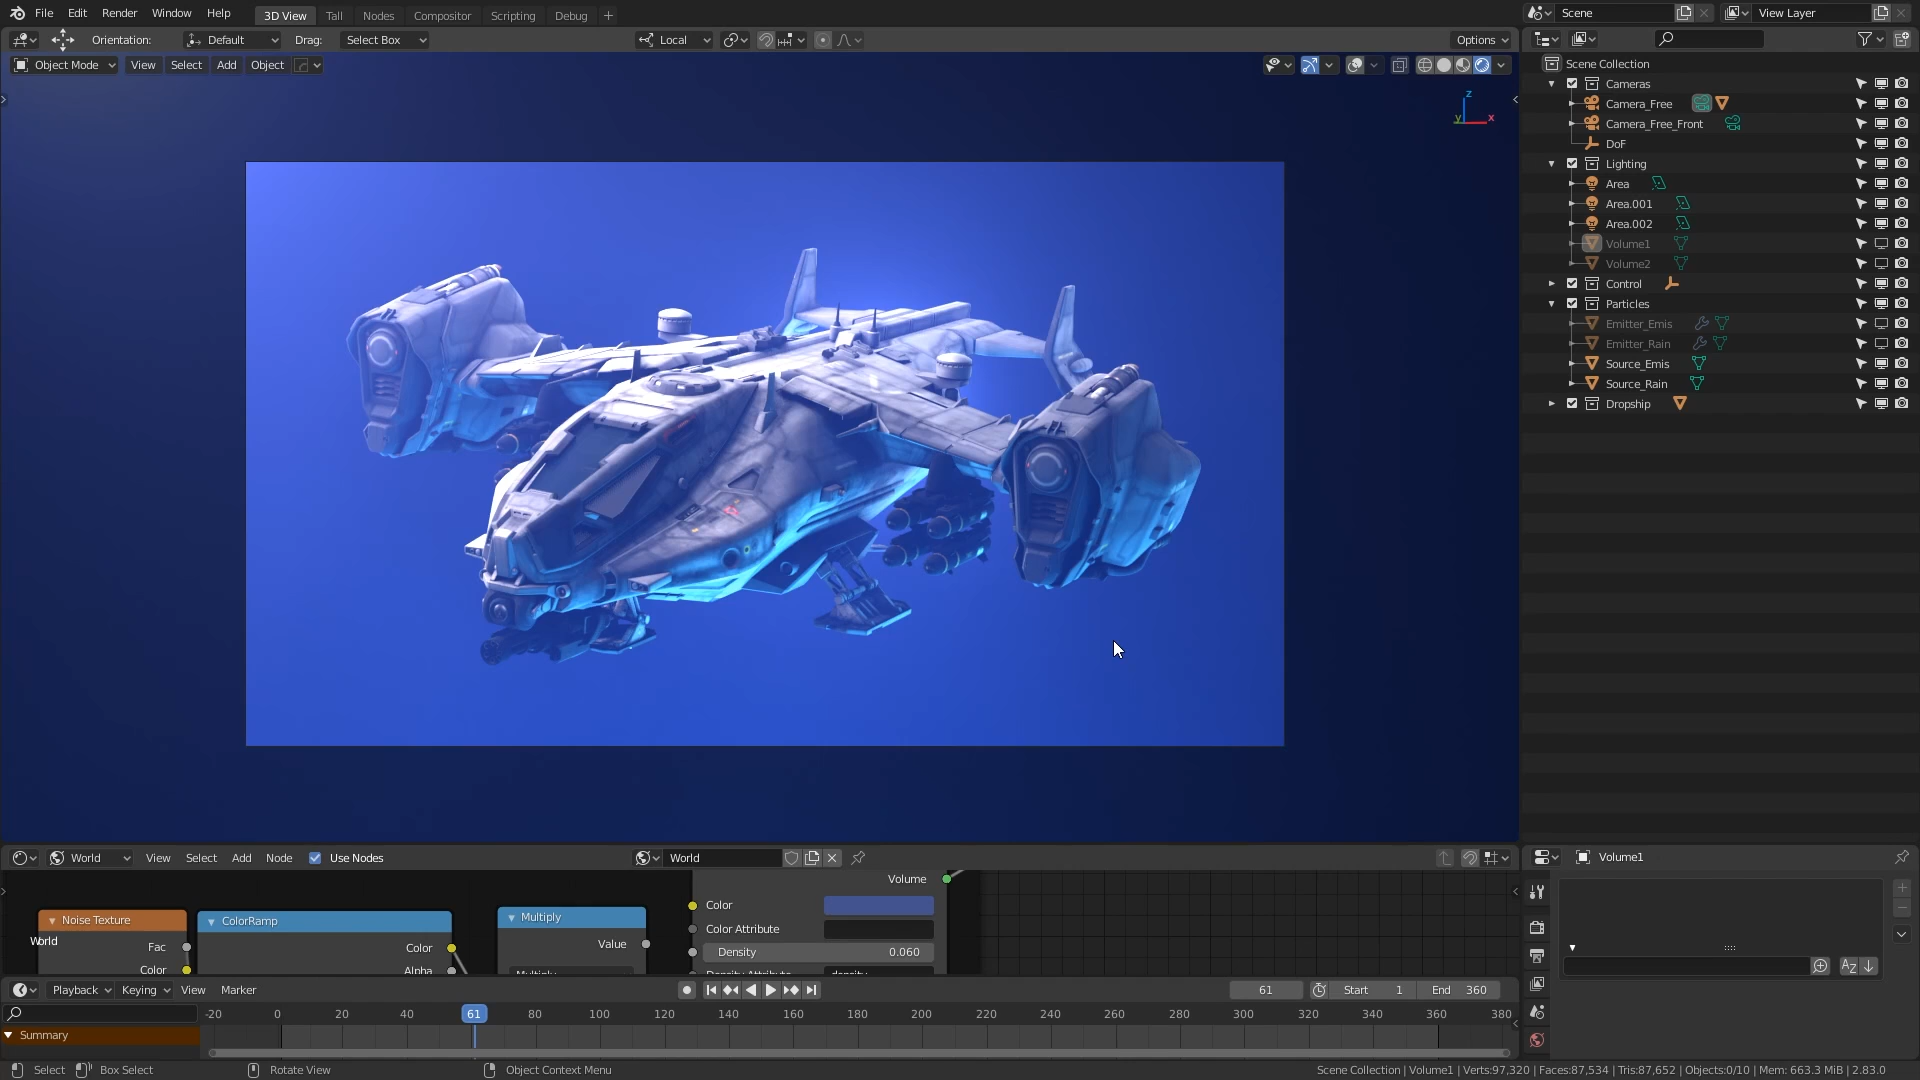 File Edit Render Window Help 3D View Tall Nodes Compositor Scripting Debug + Scene View Layer
Orientation: Default Drag: Select Box Local Options
Object Mode View Select Add Object
Scene Collection
Cameras
Camera_Free
Camera_Free_Front
DoF
Lighting
Area
Area.001
Area.002
Volume1
Volume2
Control
Particles
Emitter_Emis
Emitter_Rain
Source_Emis
Source_Rain
Dropship
Z
Y X
World View Select Add Node Use Nodes World
Volume1
Noise Texture
World
Fac
Color
ColorRamp
Color
Alpha
Multiply
Value
Multiply
Volume
Color
Color Attribute
Density 0.060
Density Attribute density
Playback Keying View Marker 61 Start 1 End 360
-20 0 20 40 61 80 100 120 140 160 180 200 220 240 260 280 300 320 340 360 380
Summary
Select Box Select Rotate View Object Context Menu
Scene Collection | Volume1 | Verts:97,320 | Faces:87,534 | Tris:87,652 | Objects:0/10 | Mem: 663.3 MiB | 2.83.0